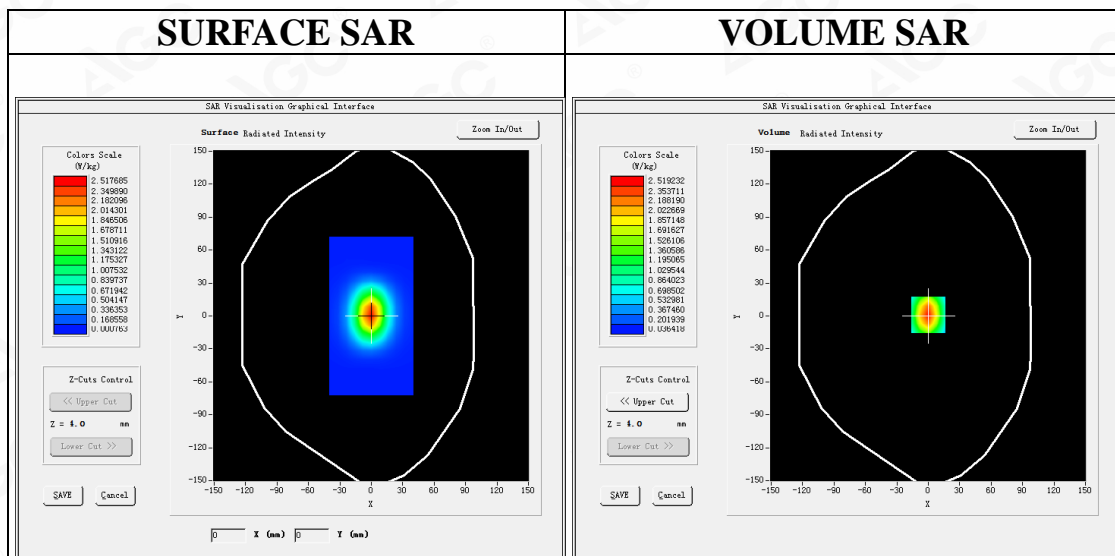 SURFACE SAR
VOLUME SAR
SAR Visualisation Graphical Interface
Surface Radiated Intensity
Zoom In/Out
Colors Scale
(W/kg)
2.517685
2.349890
2.182096
2.014301
1.846506
1.678711
1.510916
1.343122
1.175327
1.007532
0.839737
0.671942
0.504147
0.336353
0.168558
0.000763
150
120
90
60
30
0
-30
-60
-90
-120
-150
Y
-150 -120 -90 -60 -30 0 30 60 90 120 150
X
Z-Cuts Control
<< Upper Cut
Z = 4.0 mm
Lower Cut >>
SAVE Cancel
0 X (mm) 0 Y (mm)
SAR Visualisation Graphical Interface
Volume Radiated Intensity
Zoom In/Out
Colors Scale
(W/kg)
2.519232
2.353711
2.188190
2.022669
1.857148
1.691627
1.526106
1.360586
1.195065
1.029544
0.864023
0.698502
0.532981
0.367460
0.201939
0.036418
150
120
90
60
30
0
-30
-60
-90
-120
-150
Y
-150 -120 -90 -60 -30 0 30 60 90 120 150
X
Z-Cuts Control
<< Upper Cut
Z = 4.0 mm
Lower Cut >>
SAVE Cancel